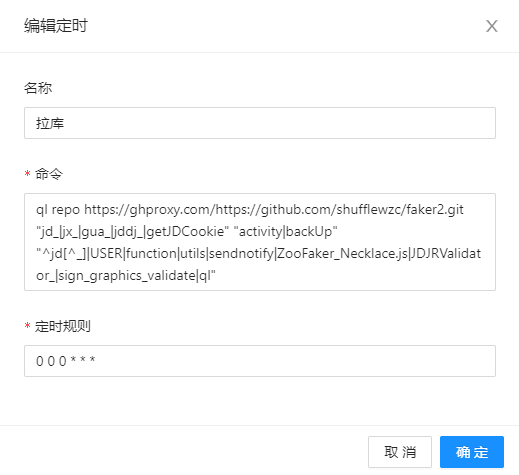 编辑定时
名称
拉库
* 命令
ql repo https://ghproxy.com/https://github.com/shufflewzc/faker2.git
"jd_|jx_|gua_|jddj_|getJDCookie" "activity|backUp"
"^jd[^_]|USER|function|utils|sendnotify|ZooFaker_Necklace.js|JDJRValidat
or_|sign_graphics_validate|ql"
* 定时规则
0 0 0 * * *
取 消
确 定